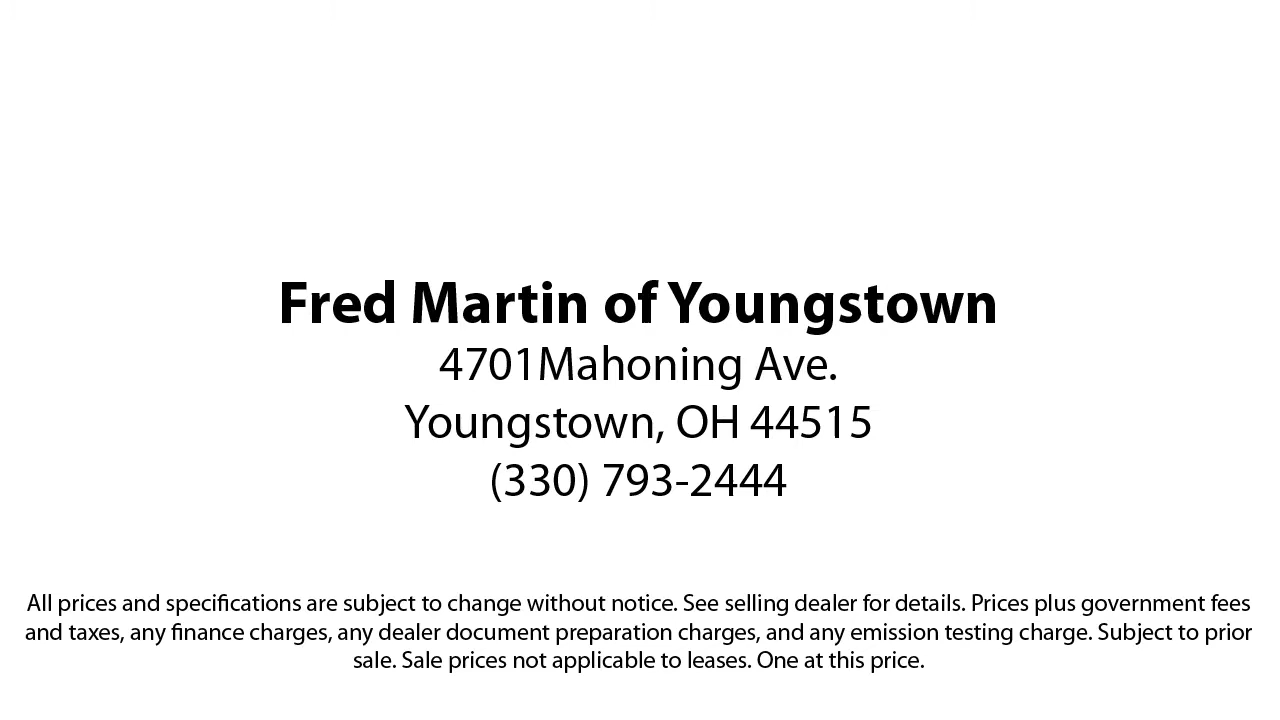 Fred Martin of Youngstown
4701Mahoning Ave.
Youngstown, OH 44515
(330) 793-2444
All prices and specifications are subject to change without notice. See selling dealer for details. Prices plus government fees
and taxes, any finance charges, any dealer document preparation charges, and any emission testing charge. Subject to prior
sale. Sale prices not applicable to leases. One at this price.